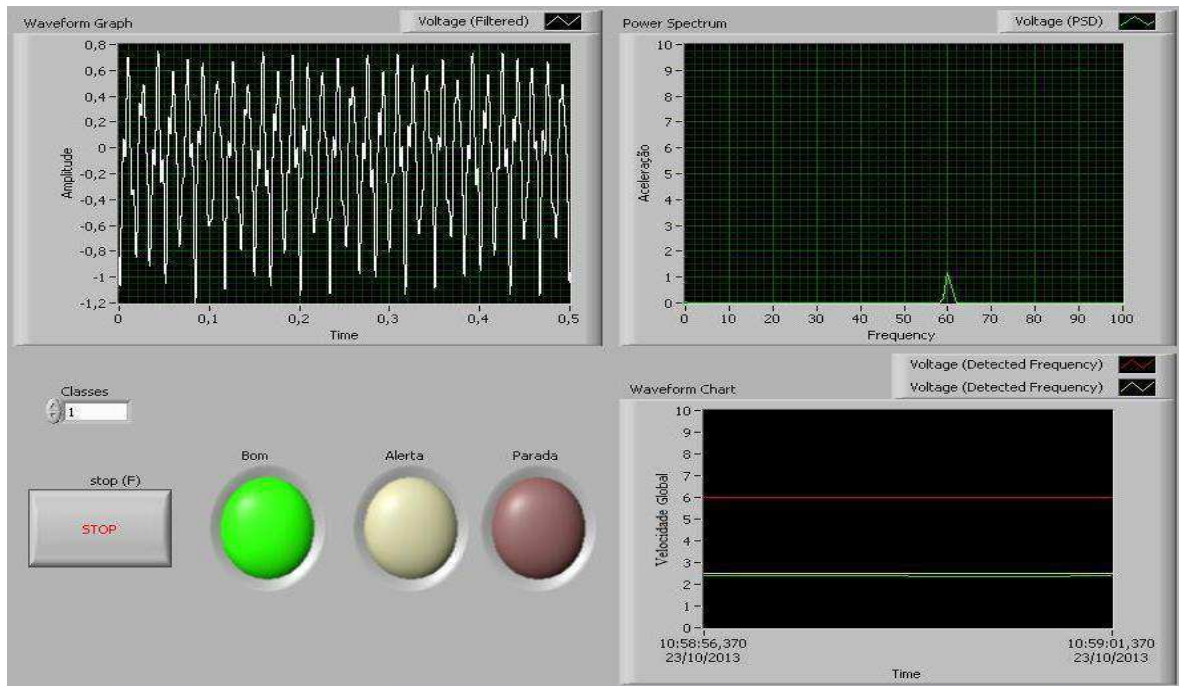 Waveform Graph
Voltage (Filtered)
0,8
0,6
0,4
0,2
0
-0,2
-0,4
-0,6
-0,8
-1
-1,2
Amplitude
0 0,1 0,2 0,3 0,4 0,5
Time
Power Spectrum
Voltage (PSD)
10
9
8
7
6
5
4
3
2
1
0
Aceleração
0 10 20 30 40 50 60 70 80 90 100
Frequency
Classes
1
stop (F)
STOP
Bom
Alerta
Parada
Voltage (Detected Frequency)
Voltage (Detected Frequency)
Waveform Chart
10
9
8
7
6
5
4
3
2
1
0
Velocidade Global
10:58:56,370 10:59:01,370
23/10/2013 23/10/2013
Time